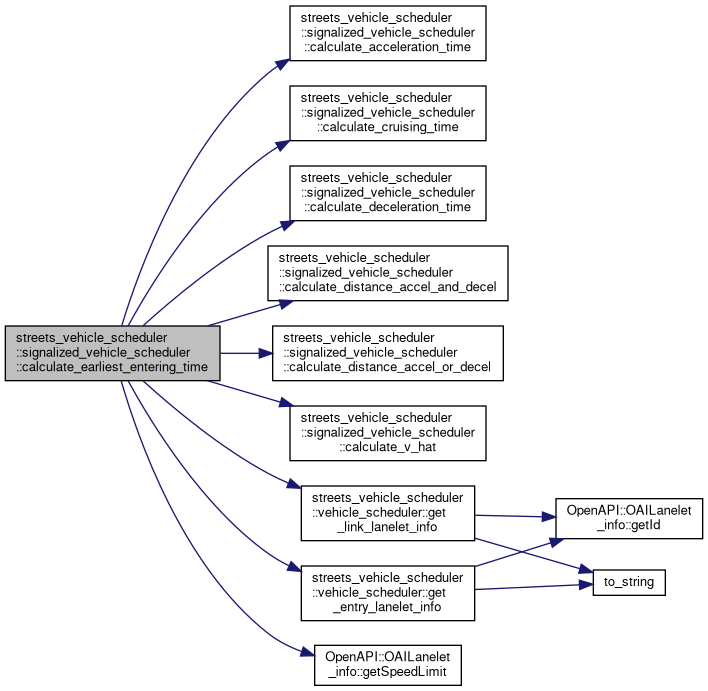 streets_vehicle_scheduler
::signalized_vehicle_scheduler
::calculate_acceleration_time
streets_vehicle_scheduler
::signalized_vehicle_scheduler
::calculate_cruising_time
streets_vehicle_scheduler
::signalized_vehicle_scheduler
::calculate_deceleration_time
streets_vehicle_scheduler
::signalized_vehicle_scheduler
::calculate_distance_accel_and_decel
streets_vehicle_scheduler
::signalized_vehicle_scheduler
::calculate_earliest_entering_time
streets_vehicle_scheduler
::signalized_vehicle_scheduler
::calculate_distance_accel_or_decel
streets_vehicle_scheduler
::signalized_vehicle_scheduler
::calculate_v_hat
streets_vehicle_scheduler
::vehicle_scheduler::get
_link_lanelet_info
OpenAPI::OAILanelet
_info::getId
streets_vehicle_scheduler
::vehicle_scheduler::get
_entry_lanelet_info
to_string
OpenAPI::OAILanelet
_info::getSpeedLimit